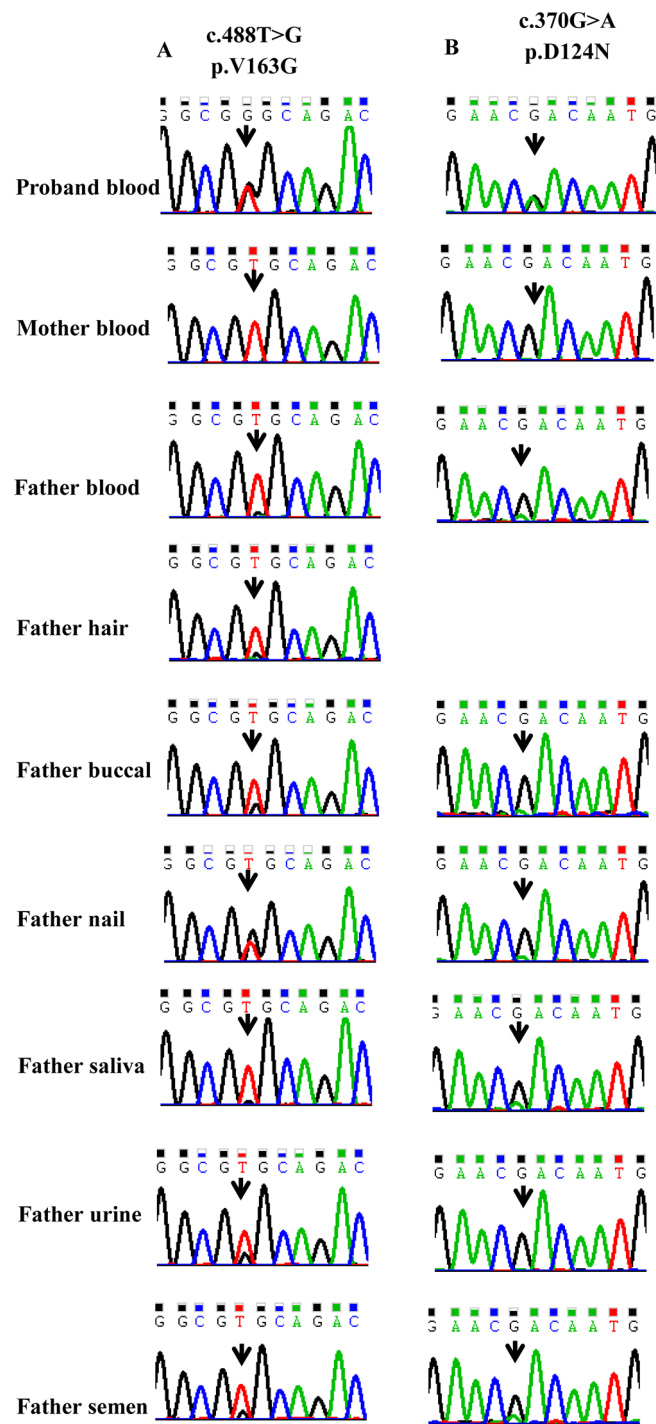 A
c.488T>G
p.V163G
B
c.370G>A
p.D124N
G G C G G G C A G A C
G A A C G A C A A T G
Proband blood
G G C G T G C A G A C
G A A C G A C A A T G
Mother blood
G G C G T G C A G A C
G A A C G A C A A T G
Father blood
G G C G T G C A G A C
Father hair
G G C G T G C A G A C
G A A C G A C A A T G
Father buccal
G G C G T G C A G A C
G A A C G A C A A T G
Father nail
G G C G T G C A G A C
G A A C G A C A A T G
Father saliva
G G C G T G C A G A C
G A A C G A C A A T G
Father urine
G G C G T G C A G A C
G A A C G A C A A T G
Father semen